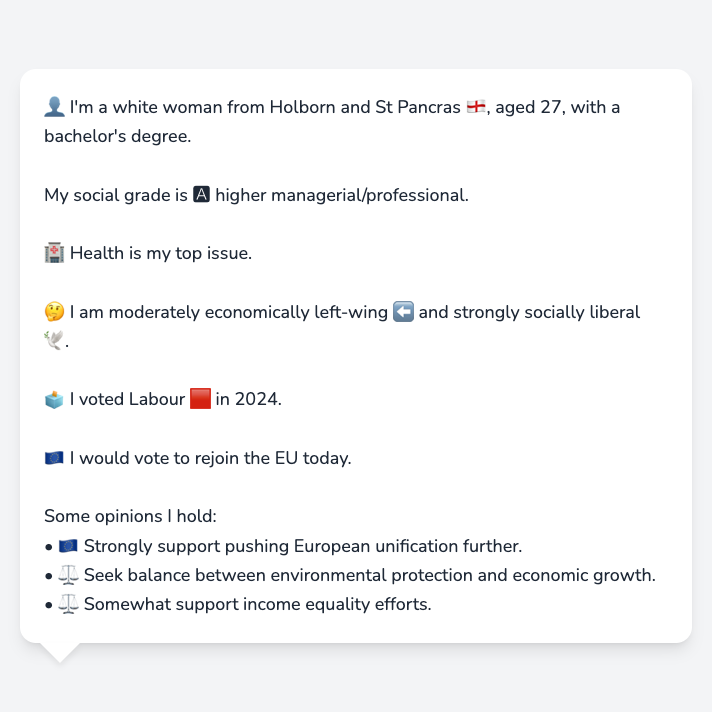 👤 I'm a white woman from Holborn and St Pancras 🏴󠁧󠁢󠁥󠁮󠁧󠁿, aged 27, with a
bachelor's degree.
My social grade is 🅰 higher managerial/professional.
🏥 Health is my top issue.
🤔 I am moderately economically left-wing ⬅️ and strongly socially liberal
🕊️.
🗳️ I voted Labour 🟥 in 2024.
🇪🇺 I would vote to rejoin the EU today.
Some opinions I hold:
• 🇪🇺 Strongly support pushing European unification further.
• ⚖️ Seek balance between environmental protection and economic growth.
• ⚖️ Somewhat support income equality efforts.